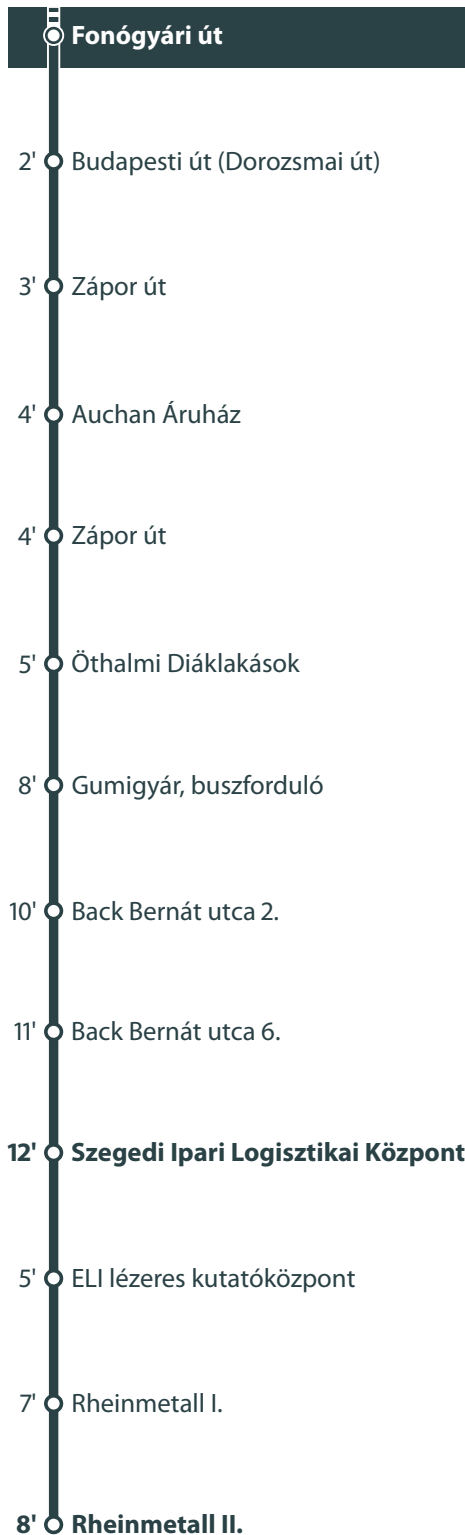 Fonógyári út
2' Budapesti út (Dorozsmai út)
3' Zápor út
4' Auchan Áruház
4' Zápor út
5' Öthalmi Diáklakások
8' Gumigyár, buszforduló
10' Back Bernát utca 2.
11' Back Bernát utca 6.
12' Szegedi Ipari Logisztikai Központ
5' ELI lézeres kutatóközpont
7' Rheinmetall I.
8' Rheinmetall II.